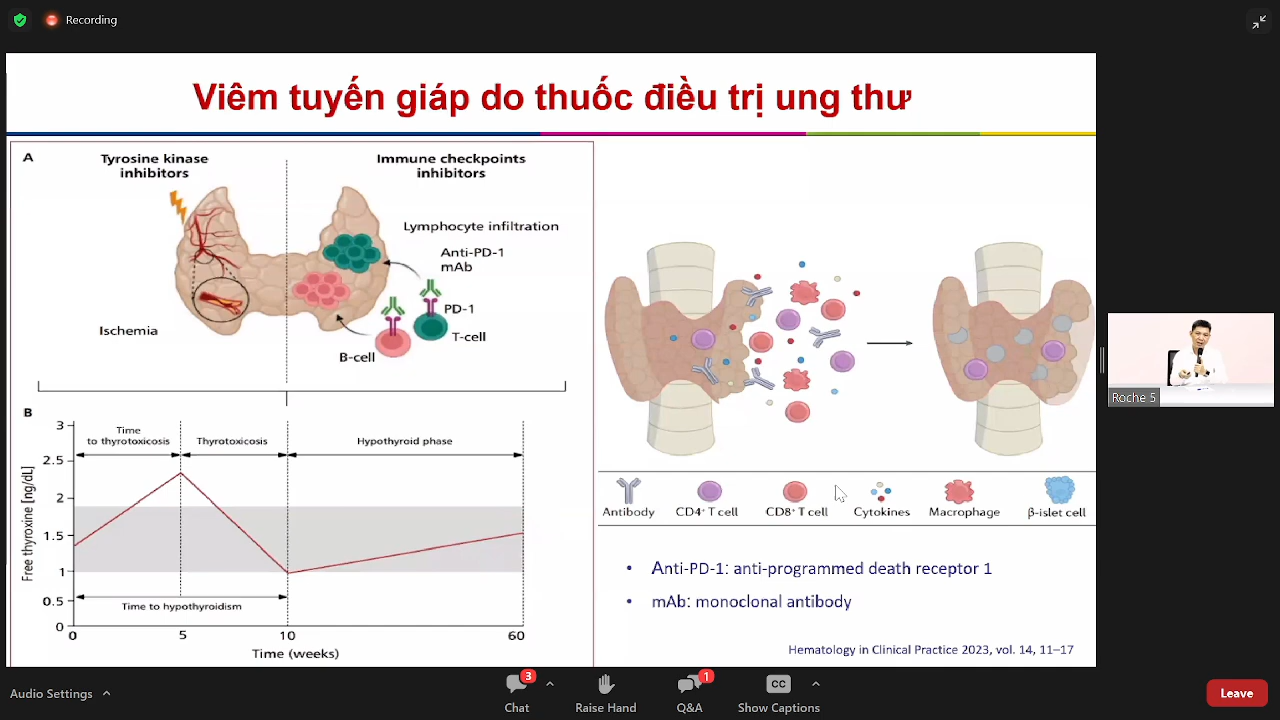 Recording
Viêm tuyến giáp do thuốc điều trị ung thư
A
Tyrosine kinase
inhibitors
Immune checkpoints
inhibitors
Lymphocyte infiltration
Anti-PD-1
mAb
PD-1
T-cell
B-cell
Ischemia
B
Time
to thyrotoxicosis
Thyrotoxicosis
Hypothyroid phase
Free thyroxine [ng/dL]
3
2.5
2
1.5
1
0.5
0
Time to hypothyroidism
0
5
10
60
Time (weeks)
Antibody
CD4⁺ T cell
CD8⁺ T cell
Cytokines
Macrophage
β-islet cell
• Anti-PD-1: anti-programmed death receptor 1
• mAb: monoclonal antibody
Hematology in Clinical Practice 2023, vol. 14, 11–17
Roche 5
Audio Settings
3
Chat
Raise Hand
1
Q&A
CC
Show Captions
Leave